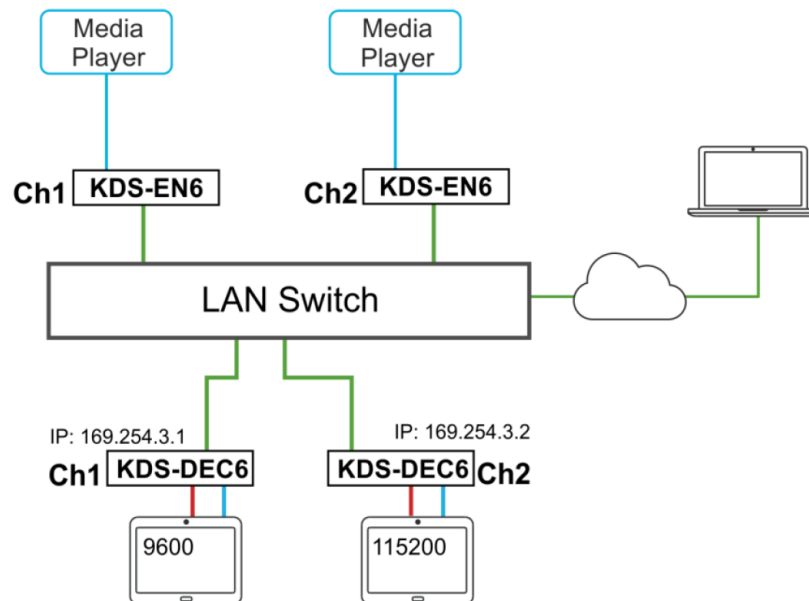 Media
Player
Media
Player
Ch1
KDS-EN6
Ch2
KDS-EN6
LAN Switch
IP: 169.254.3.1
IP: 169.254.3.2
Ch1
KDS-DEC6
KDS-DEC6
Ch2
9600
115200